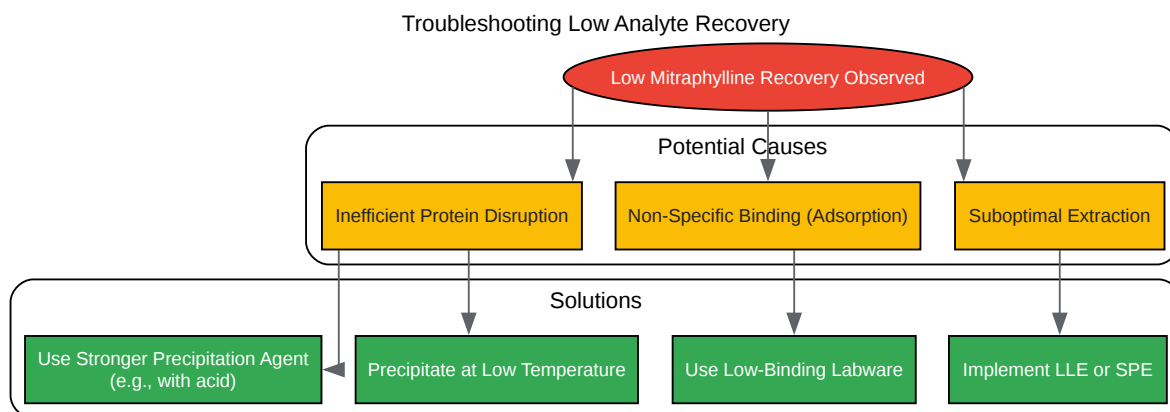 Troubleshooting Low Analyte Recovery
Low Mitraphylline Recovery Observed
Potential Causes
Inefficient Protein Disruption
Non-Specific Binding (Adsorption)
Suboptimal Extraction
Solutions
Use Stronger Precipitation Agent
(e.g., with acid)
Precipitate at Low Temperature
Use Low-Binding Labware
Implement LLE or SPE